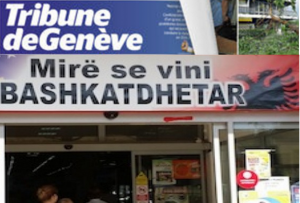 Tribune
deGenève
Mirë se vini
BASHKATDHETAR